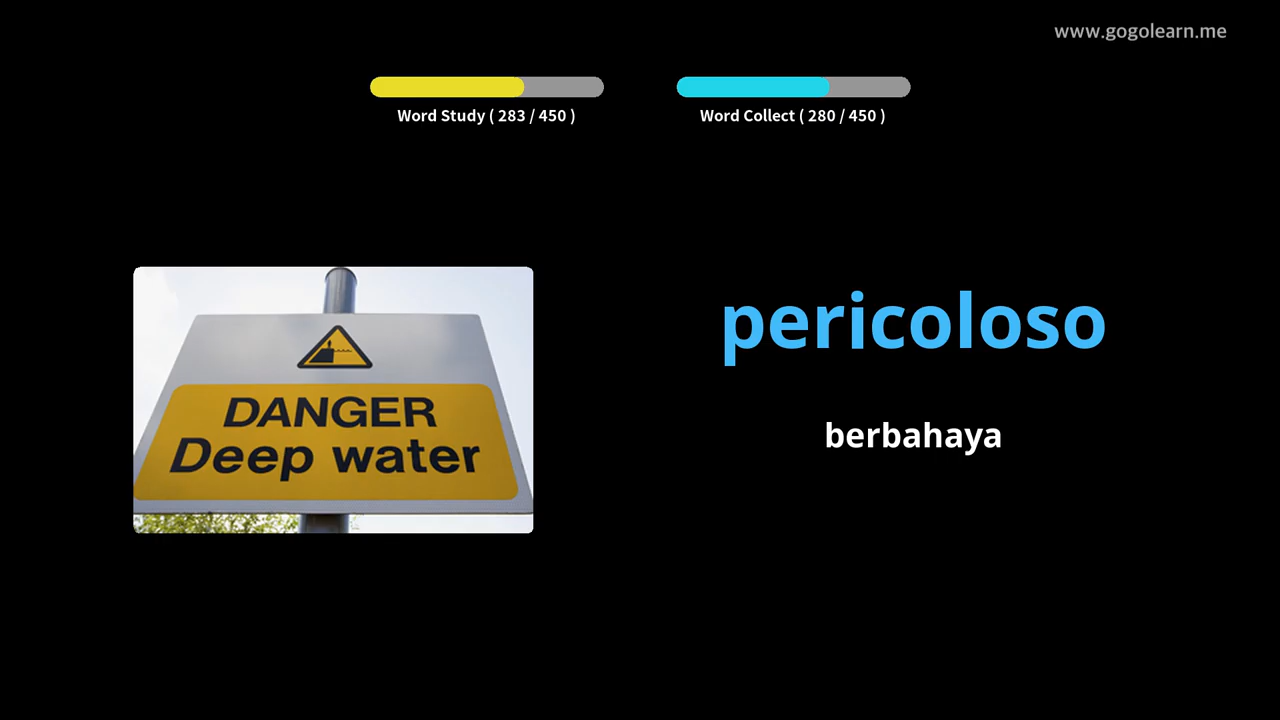 www.gogolearn.me
Word Study ( 283 / 450 )
Word Collect ( 280 / 450 )
DANGER
Deep water
pericoloso
berbahaya